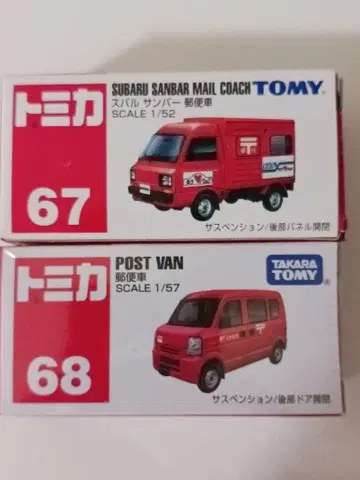 トミカ
67
SUBARU SANBAR MAIL COACH TOMY
スバル サンバー 郵便車
SCALE 1/52
サスペンション/後部パネル開閉
トミカ
68
POST VAN
郵便車
SCALE 1/57
TAKARA
TOMY®
サスペンション/後部ドア開閉